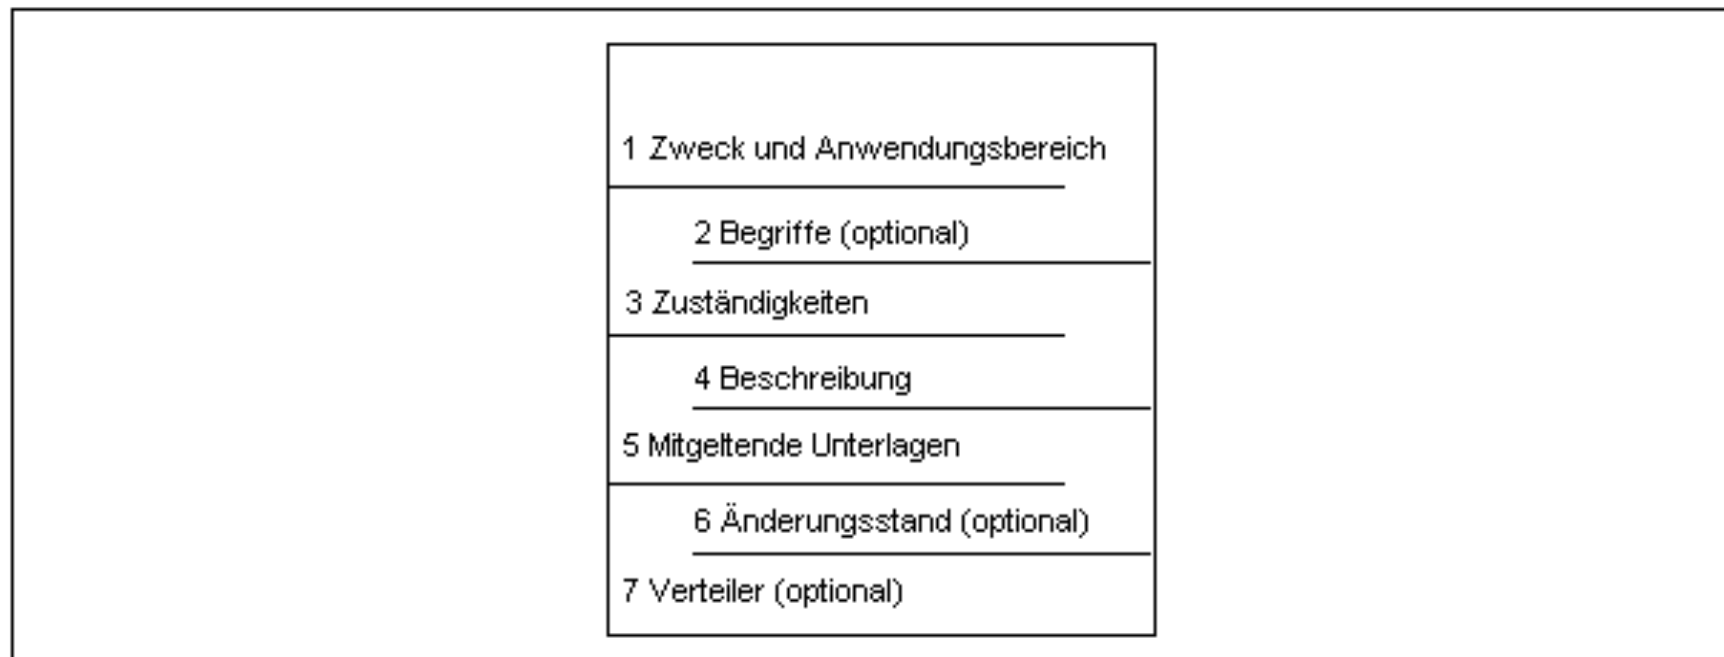 1 Zweck und Anwendungsbereich
2 Begriffe (optional)
3 Zuständigkeiten
4 Beschreibung
5 Mitgeltende Unterlagen
6 Änderungsstand (optional)
7 Verteiler (optional)